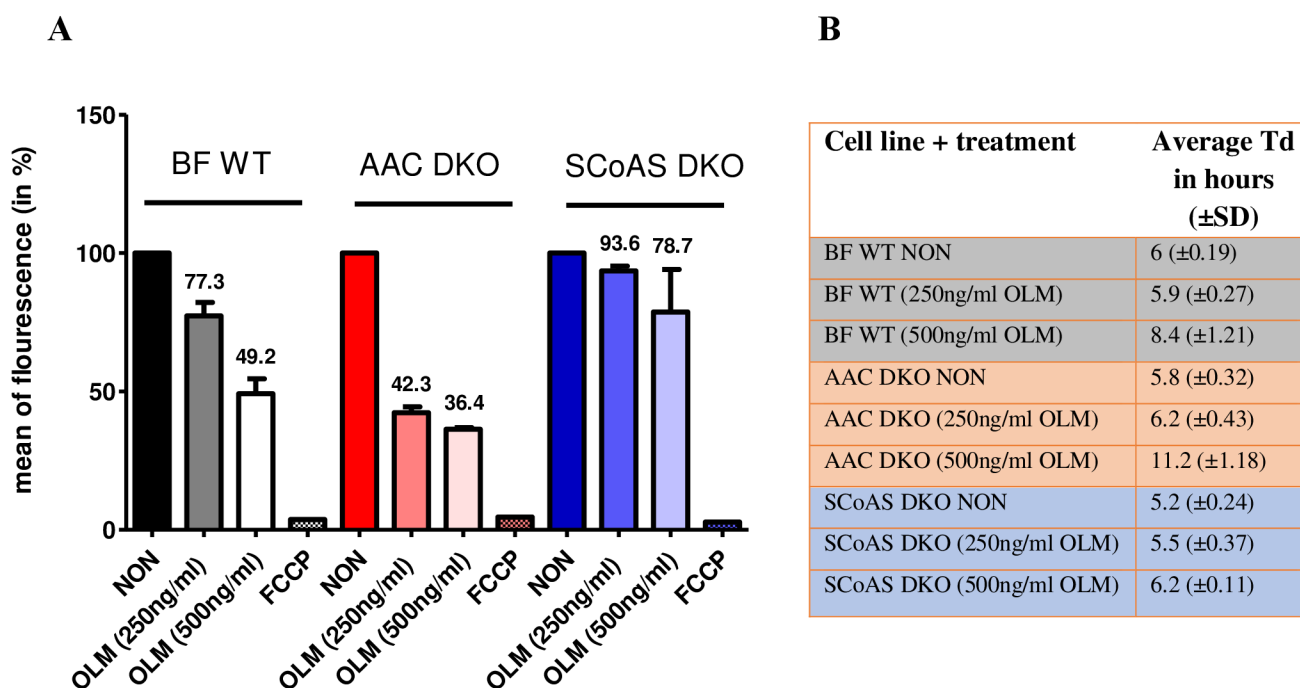 A
mean of flourescence (in %)
150
100
50
0
BF WT
AAC DKO
SCoAS DKO
77.3
49.2
42.3
36.4
93.6
78.7
NON
OLM (250ng/ml)
OLM (500ng/ml)
FCCP
NON
OLM (250ng/ml)
OLM (500ng/ml)
FCCP
NON
OLM (250ng/ml)
OLM (500ng/ml)
FCCP
B
Cell line + treatment
Average Td
in hours
(±SD)
BF WT NON
6 (±0.19)
BF WT (250ng/ml OLM)
5.9 (±0.27)
BF WT (500ng/ml OLM)
8.4 (±1.21)
AAC DKO NON
5.8 (±0.32)
AAC DKO (250ng/ml OLM)
6.2 (±0.43)
AAC DKO (500ng/ml OLM)
11.2 (±1.18)
SCoAS DKO NON
5.2 (±0.24)
SCoAS DKO (250ng/ml OLM)
5.5 (±0.37)
SCoAS DKO (500ng/ml OLM)
6.2 (±0.11)